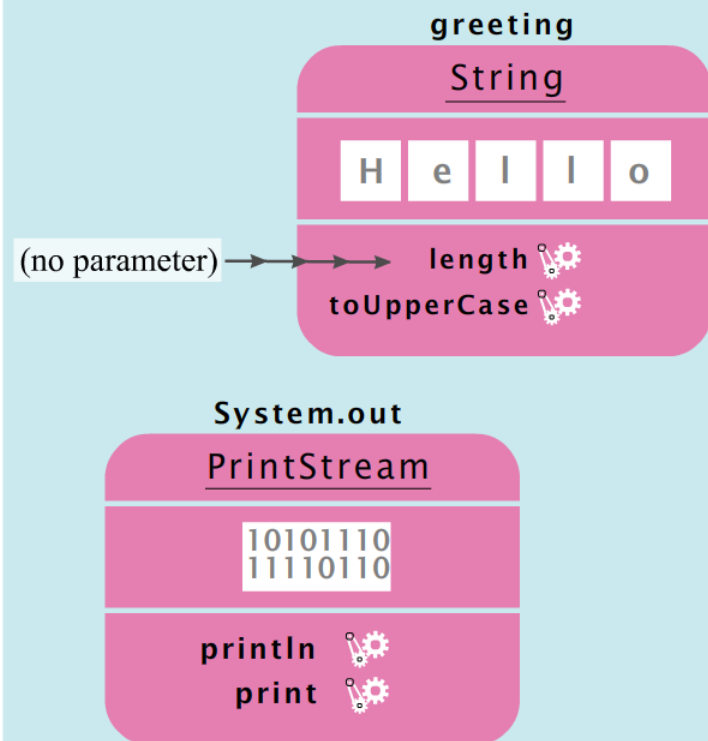 greeting
String
H e l l o
(no parameter) length
toUpperCase
System.out
PrintStream
10101110
11110110
println
print